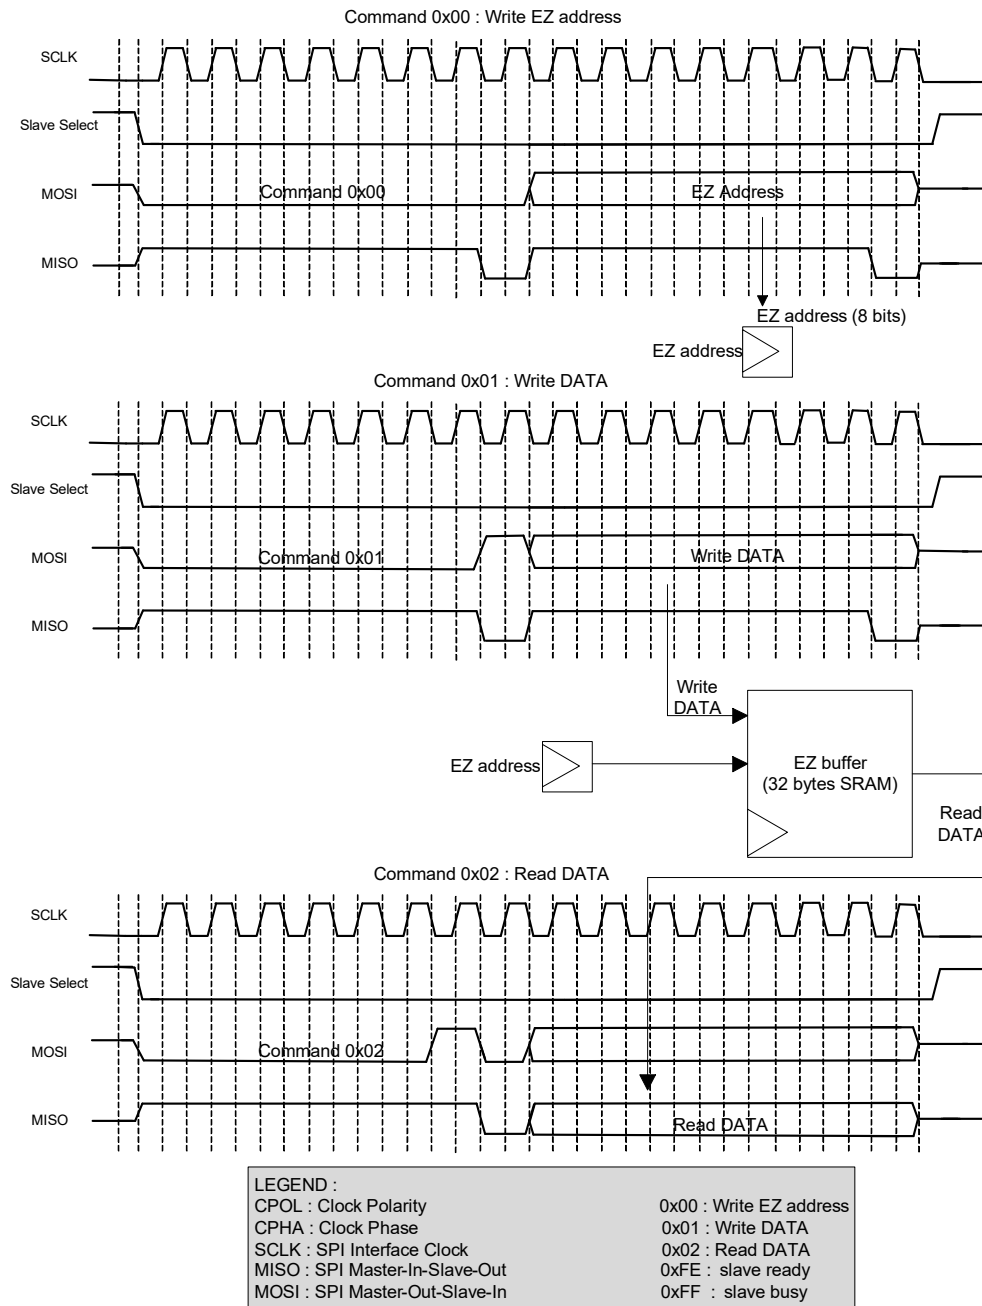 Command 0x00 : Write EZ address
SCLK
Slave Select
MOSI
Command 0x00
EZ Address
MISO
EZ address (8 bits)
EZ address
Command 0x01 : Write DATA
SCLK
Slave Select
MOSI
Command 0x01
Write DATA
MISO
Write
DATA
EZ address
EZ buffer
(32 bytes SRAM)
Read
DATA
Command 0x02 : Read DATA
SCLK
Slave Select
MOSI
Command 0x02
MISO
Read DATA
LEGEND :
CPOL : Clock Polarity
0x00 : Write EZ address
CPHA : Clock Phase
0x01 : Write DATA
SCLK : SPI Interface Clock
0x02 : Read DATA
MISO : SPI Master-In-Slave-Out
0xFE : slave ready
MOSI : SPI Master-Out-Slave-In
0xFF : slave busy